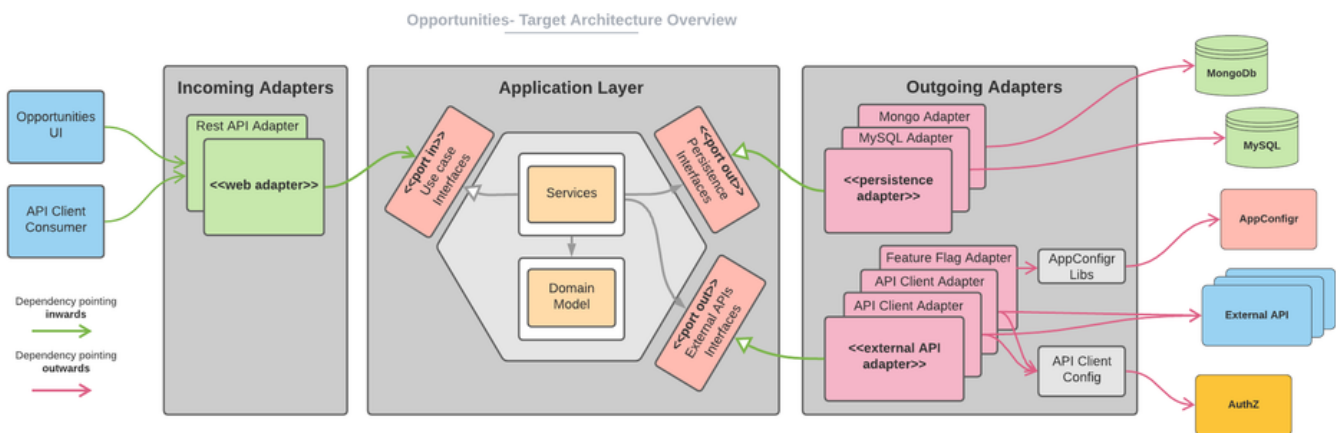 Opportunities- Target Architecture Overview
Opportunities
UI
API Client
Consumer
Dependency pointing
inwards
Dependency pointing
outwards
Incoming Adapters
Rest API Adapter
<<web adapter>>
Application Layer
<<port in>>
Use case
Interfaces
Services
Domain
Model
<<port out>>
Persistence
Interfaces
<<port out>>
External APIs
Interfaces
Outgoing Adapters
Mongo Adapter
MySQL Adapter
<<persistence
adapter>>
Feature Flag Adapter
API Client Adapter
API Client Adapter
<<external API
adapter>>
AppConfigr
Libs
API Client
Config
MongoDb
MySQL
AppConfigr
External API
AuthZ